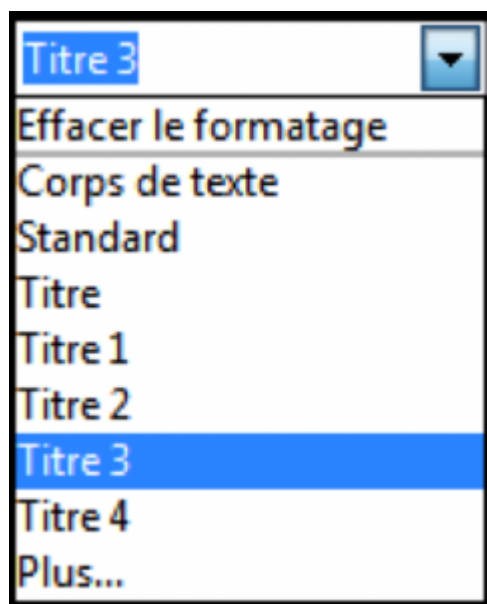 Titre 3
Effacer le formatage
Corps de texte
Standard
Titre
Titre 1
Titre 2
Titre 3
Titre 4
Plus...